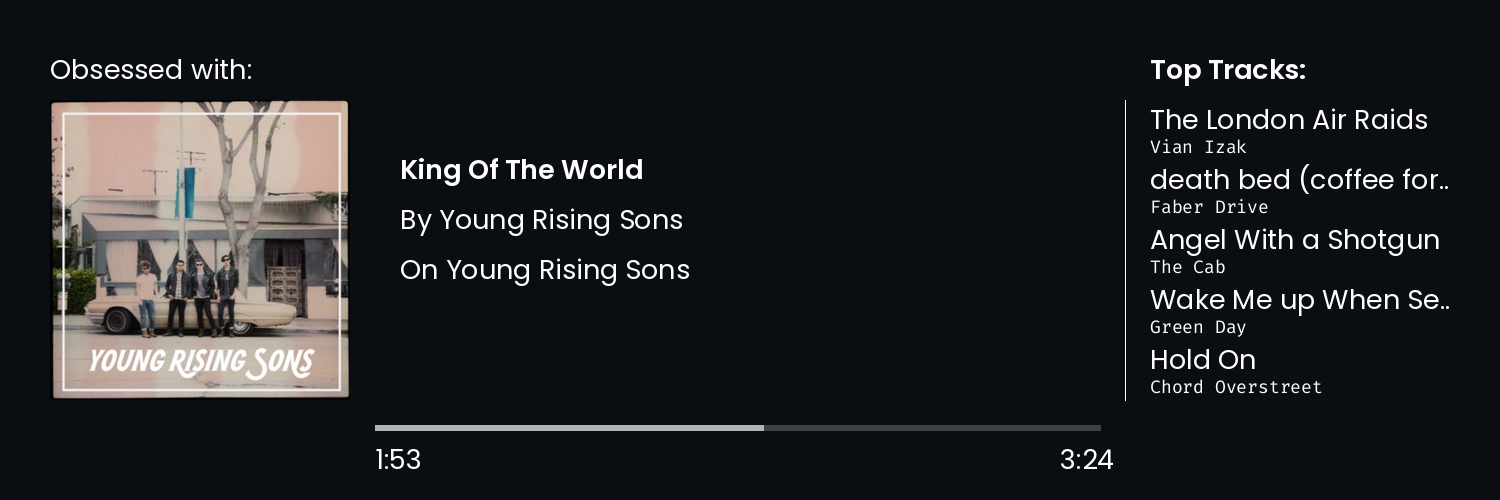 Obsessed with:
YOUNG RISING SONS
King Of The World
By Young Rising Sons
On Young Rising Sons
1:53
3:24
Top Tracks:
The London Air Raids
Vian Izak
death bed (coffee for..
Faber Drive
Angel With a Shotgun
The Cab
Wake Me up When Se..
Green Day
Hold On
Chord Overstreet